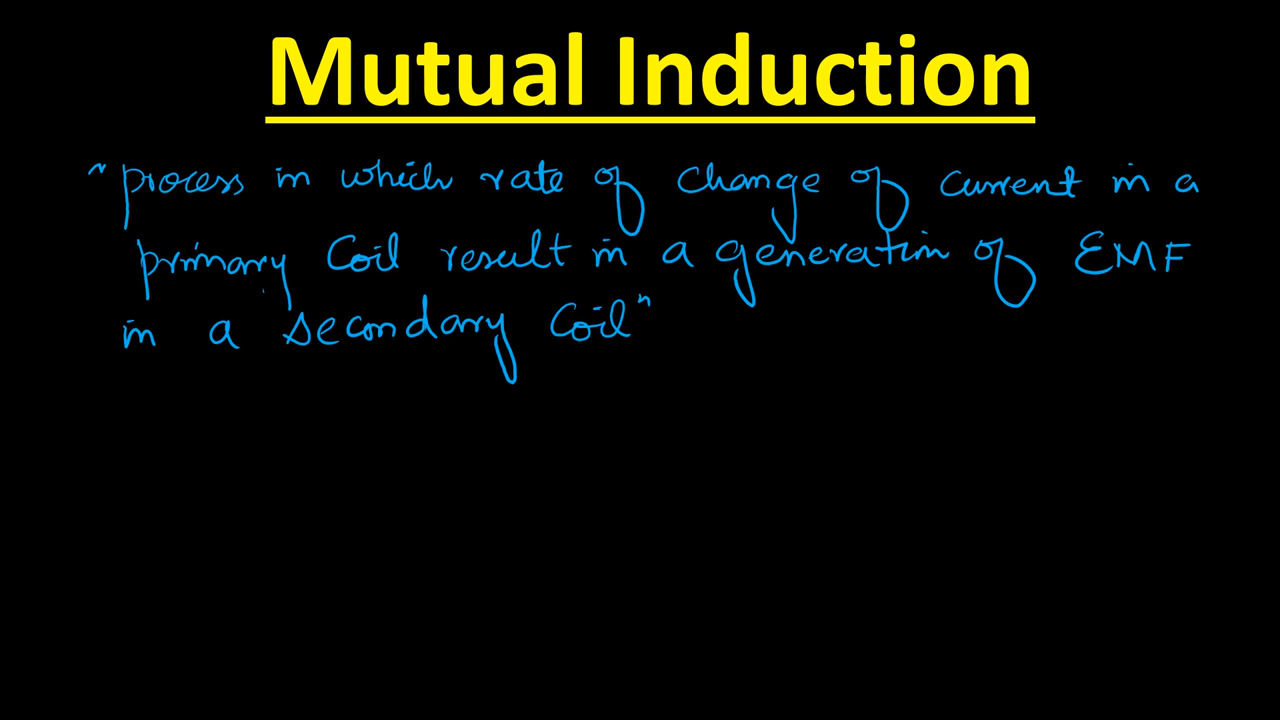 Mutual Induction
"process in which rate of change of current in a
primary Coil result in a generation of EMF
in a secondary Coil"